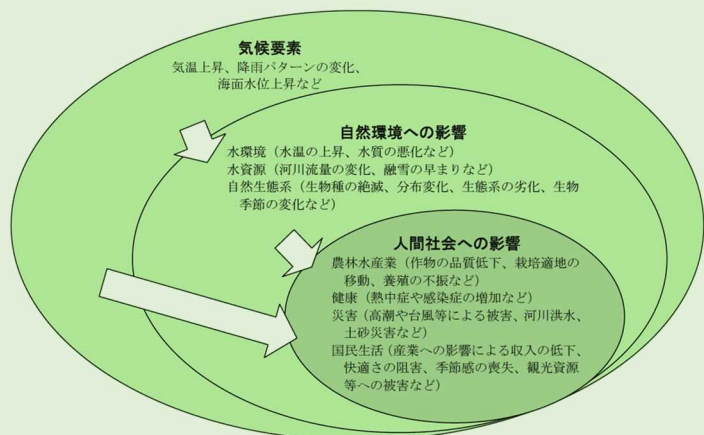 気候要素
気温上昇、降雨パターンの変化、
海面水位上昇など
自然環境への影響
水環境（水温の上昇、水質の悪化など）
水資源（河川流量の変化、融雪の早まりなど）
自然生態系（生物種の絶滅、分布変化、生態系の劣化、生物
季節の変化など）
人間社会への影響
農林水産業（作物の品質低下、栽培適地の
移動、養殖の不振など）
健康（熱中症や感染症の増加など）
災害（高潮や台風等による被害、河川洪水、
土砂災害など）
国民生活（産業への影響による収入の低下、
快適さの阻害、季節感の喪失、観光資源
等への被害など）